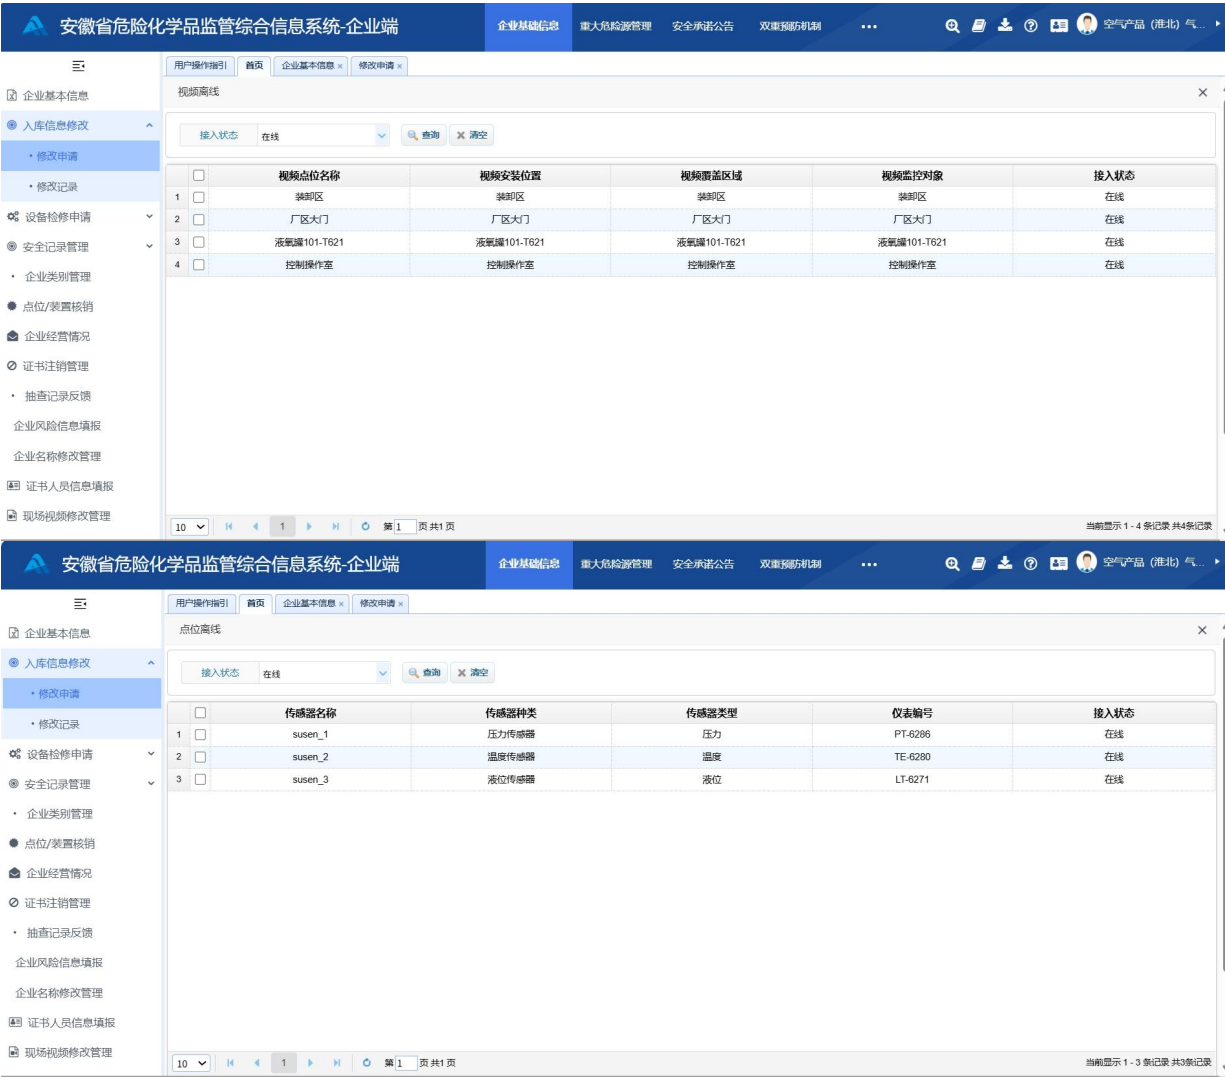 安徽省危险化学品监管综合信息系统-企业端 企业基础信息 重大危险源管理 安全承诺公告 双重预防机制 ••• 空气产品 (淮北) 气...
用户操作指引 首页 企业基本信息 × 修改申请 ×
视频离线 ×
企业基本信息
入库信息修改
接入状态 在线 查询 清空
• 修改申请
• 修改记录
视频点位名称 视频安装位置 视频覆盖区域 视频监控对象 接入状态
1 装卸区 装卸区 装卸区 装卸区 在线
2 厂区大门 厂区大门 厂区大门 厂区大门 在线
3 液氧罐101-T621 液氧罐101-T621 液氧罐101-T621 液氧罐101-T621 在线
4 控制操作室 控制操作室 控制操作室 控制操作室 在线
设备检修申请
安全记录管理
• 企业类别管理
点位/装置核销
企业经营情况
证书注销管理
• 抽查记录反馈
企业风险信息填报
企业名称修改管理
证书人员信息填报
现场视频修改管理
10 1 第 1 页 共1 页 当前显示 1 - 4 条记录 共4条记录
安徽省危险化学品监管综合信息系统-企业端 企业基础信息 重大危险源管理 安全承诺公告 双重预防机制 ••• 空气产品 (淮北) 气...
用户操作指引 首页 企业基本信息 × 修改申请 ×
点位离线 ×
企业基本信息
入库信息修改
接入状态 在线 查询 清空
• 修改申请
• 修改记录
传感器名称 传感器种类 传感器类型 仪表编号 接入状态
1 susen_1 压力传感器 压力 PT-6286 在线
2 susen_2 温度传感器 温度 TE-6280 在线
3 susen_3 液位传感器 液位 LT-6271 在线
设备检修申请
安全记录管理
• 企业类别管理
点位/装置核销
企业经营情况
证书注销管理
• 抽查记录反馈
企业风险信息填报
企业名称修改管理
证书人员信息填报
现场视频修改管理
10 1 第 1 页 共1 页 当前显示 1 - 3 条记录 共3条记录